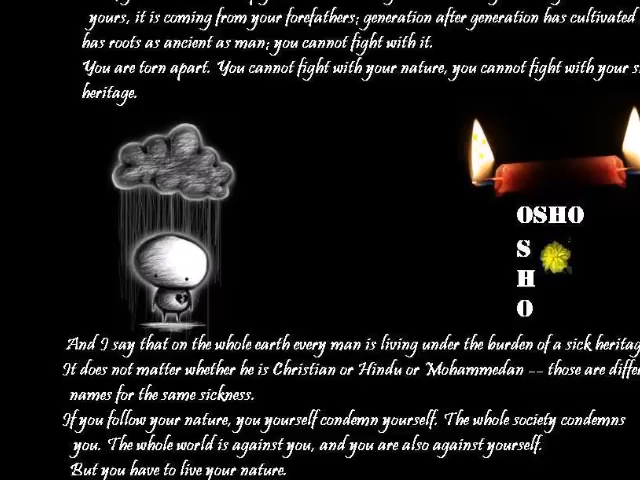 yours, it is coming from your forefathers; generation after generation has cultivated
has roots as ancient as man; you cannot fight with it.
You are torn apart. You cannot fight with your nature, you cannot fight with your
heritage.
OSHO
S
H
O
And I say that on the whole earth every man is living under the burden of a sick
It does not matter whether he is Christian or Hindu or Mohammedan -- those are
names for the same sickness.
If you follow your nature, you yourself condemn yourself. The whole society condemns
you. The whole world is against you, and you are also against yourself.
But you have to live your nature.